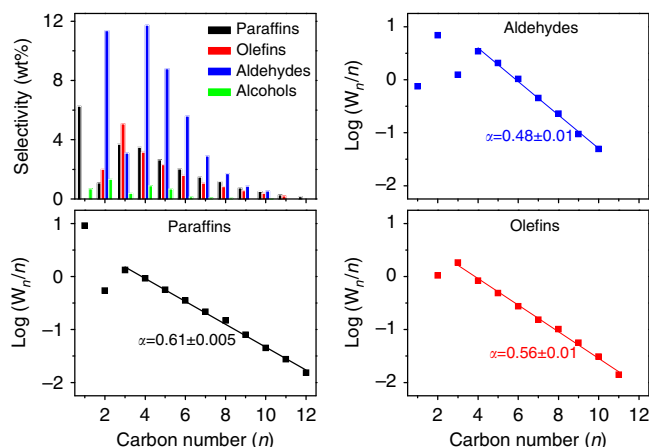 12
8
4
0
Selectivity (wt%)
Paraffins
Olefins
Aldehydes
Alcohols
Aldehydes
1
0
−1
−2
Log (Wn/n)
α=0.48±0.01
Paraffins
1
0
−1
−2
Log (Wn/n)
α=0.61±0.005
2 4 6 8 10 12
Carbon number (n)
Olefins
1
0
−1
−2
Log (Wn/n)
α=0.56±0.01
2 4 6 8 10 12
Carbon number (n)